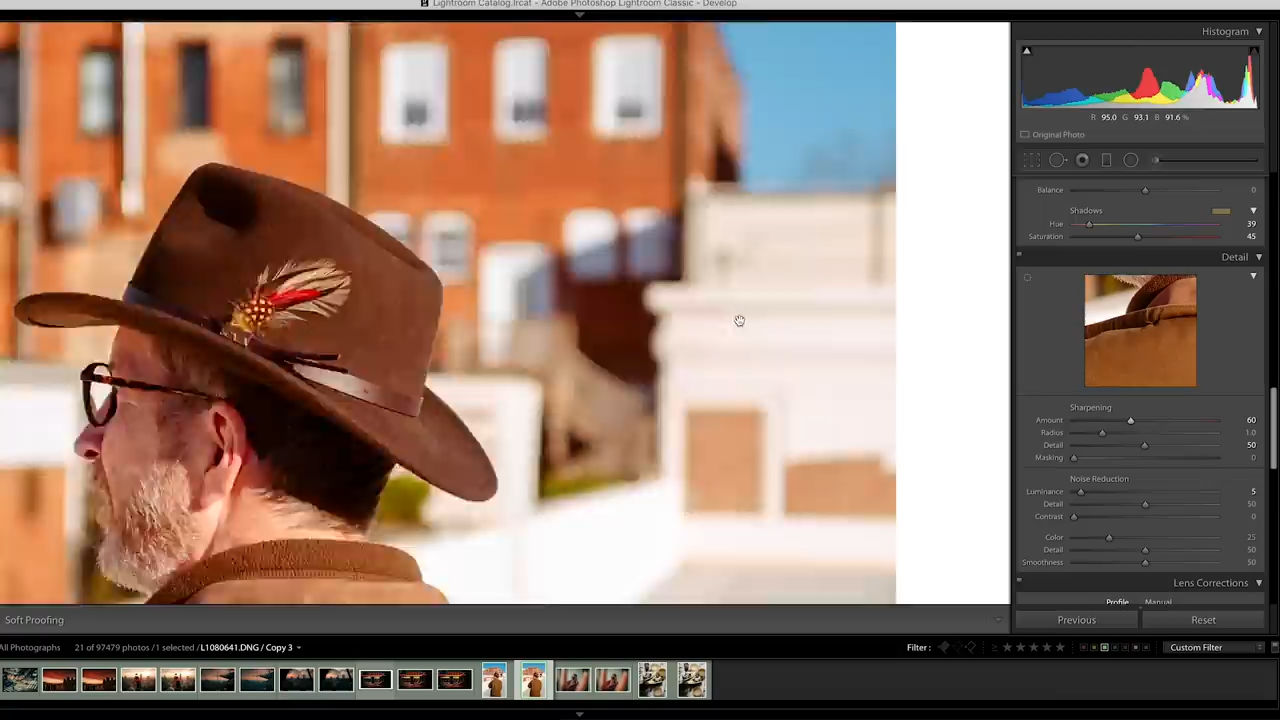 Lightroom Catalog.lrcat - Adobe Photoshop Lightroom Classic - Develop
Histogram
R 95.0 G 93.1 B 91.6 %
Original Photo
Balance 0
Shadows
Hue 39
Saturation 45
Detail
Sharpening
Amount 60
Radius 1.0
Detail 50
Masking 0
Noise Reduction
Luminance 5
Detail 50
Contrast 0
Color 25
Detail 50
Smoothness 50
Lens Corrections
Profile Manual
Soft Proofing
Previous Reset
All Photographs 21 of 97479 photos / 1 selected / L1080641.DNG / Copy 3
Filter : Custom Filter